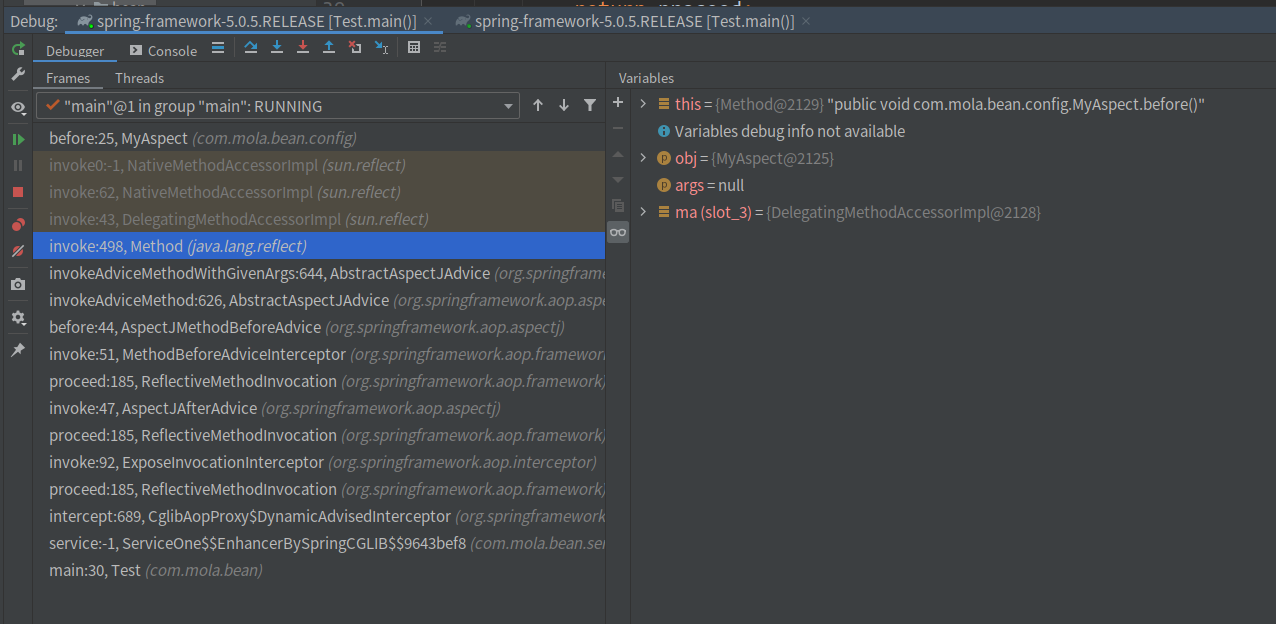 return proceed;
Debug: spring-framework-5.0.5.RELEASE [Test.main()] × spring-framework-5.0.5.RELEASE [Test.main()] ×
Debugger Console
Frames Threads
Variables
"main"@1 in group "main": RUNNING
this = {Method@2129} "public void com.mola.bean.config.MyAspect.before()"
Variables debug info not available
obj = {MyAspect@2125}
args = null
ma (slot_3) = {DelegatingMethodAccessorImpl@2128}
before:25, MyAspect (com.mola.bean.config)
invoke0:-1, NativeMethodAccessorImpl (sun.reflect)
invoke:62, NativeMethodAccessorImpl (sun.reflect)
invoke:43, DelegatingMethodAccessorImpl (sun.reflect)
invoke:498, Method (java.lang.reflect)
invokeAdviceMethodWithGivenArgs:644, AbstractAspectJAdvice (org.springframe
invokeAdviceMethod:626, AbstractAspectJAdvice (org.springframework.aop.aspe
before:44, AspectJMethodBeforeAdvice (org.springframework.aop.aspectj)
invoke:51, MethodBeforeAdviceInterceptor (org.springframework.aop.framewor
proceed:185, ReflectiveMethodInvocation (org.springframework.aop.framework)
invoke:47, AspectJAfterAdvice (org.springframework.aop.aspectj)
proceed:185, ReflectiveMethodInvocation (org.springframework.aop.framework)
invoke:92, ExposeInvocationInterceptor (org.springframework.aop.interceptor)
proceed:185, ReflectiveMethodInvocation (org.springframework.aop.framework)
intercept:689, CglibAopProxy$DynamicAdvisedInterceptor (org.springframework
service:-1, ServiceOne$$EnhancerBySpringCGLIB$$9643bef8 (com.mola.bean.ser
main:30, Test (com.mola.bean)